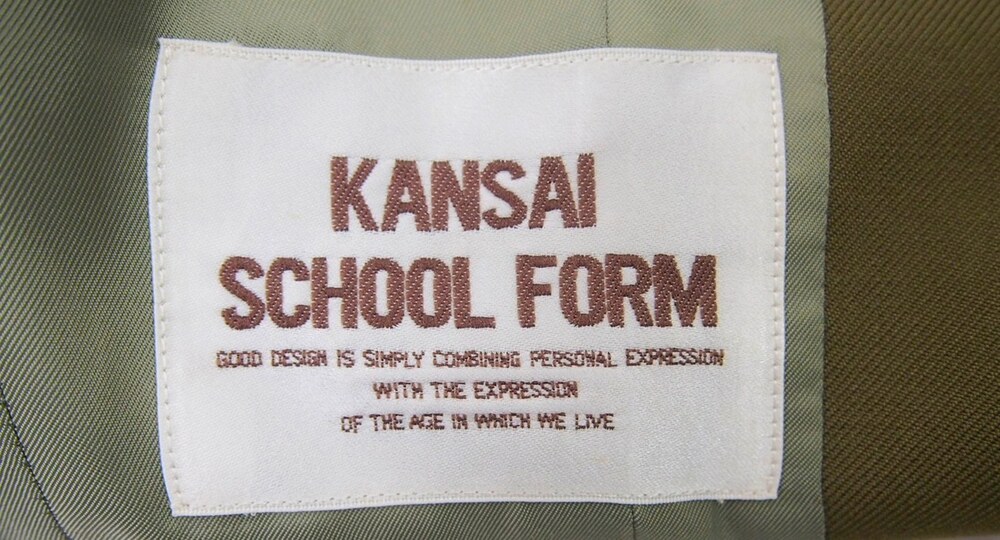 KANSAI
SCHOOL FORM
GOOD DESIGN IS SIMPLY COMBINING PERSONAL EXPRESSION
WITH THE EXPRESSION
OF THE AGE IN WHICH WE LIVE